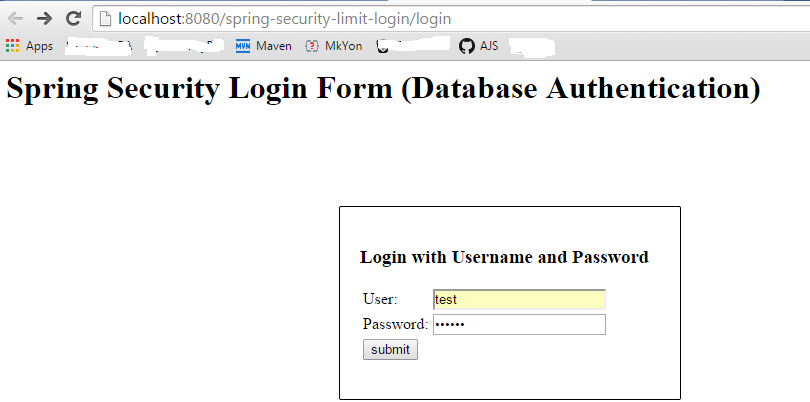 localhost:8080/spring-security-limit-login/login
Apps Maven MkYon AJS
Spring Security Login Form (Database Authentication)
Login with Username and Password
User: test
Password: ••••••
submit